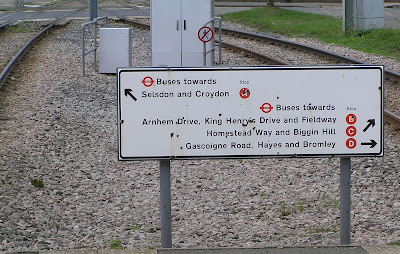 Buses towards Stop
Selsdon and Croydon
Buses towards Stop
Arnhem Drive, King Henry's Drive and Fieldway
Homestead Way and Biggin Hill C
Gascoigne Road, Hayes and Bromley D